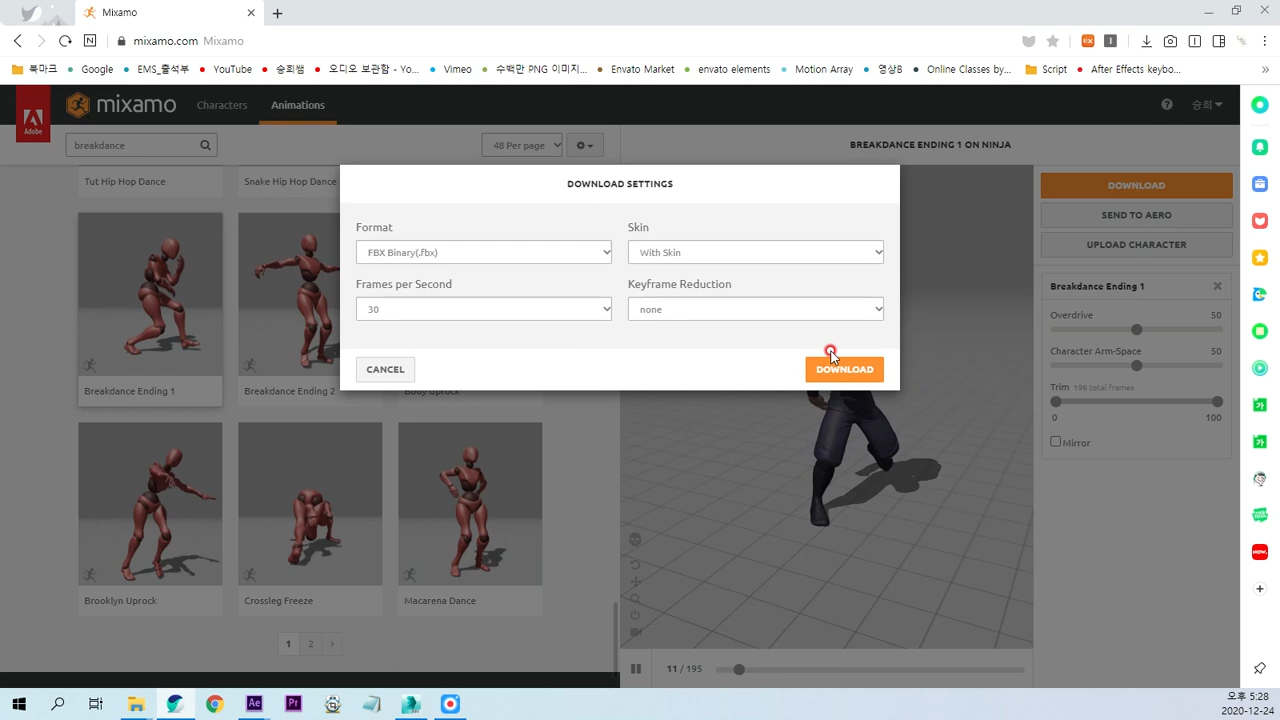 Mixamo
mixamo.com Mixamo
북마크 Google EMS_출석부 YouTube 승희쌤 오디오 보관함 - Yo... Vimeo 수백만 PNG 이미지... Envato Market envato elements Motion Array 영상B Online Classes by... Script After Effects keybo...
Adobe
mixamo Characters Animations 승희
breakdance 48 Per page BREAKDANCE ENDING 1 ON NINJA
Tut Hip Hop Dance Snake Hip Hop Dance
DOWNLOAD SETTINGS
Format Skin
FBX Binary(.fbx) With Skin
Frames per Second Keyframe Reduction
30 none
CANCEL DOWNLOAD
DOWNLOAD
SEND TO AERO
UPLOAD CHARACTER
Breakdance Ending 1
Overdrive 50
Character Arm-Space 50
Trim 196 total frames
0 100
Mirror
Breakdance Ending 1 Breakdance Ending 2 Body Uprock
Brooklyn Uprock Crossleg Freeze Macarena Dance
1 2
11 / 195
NOW.
Ae Pr
오후 5:28
2020-12-24